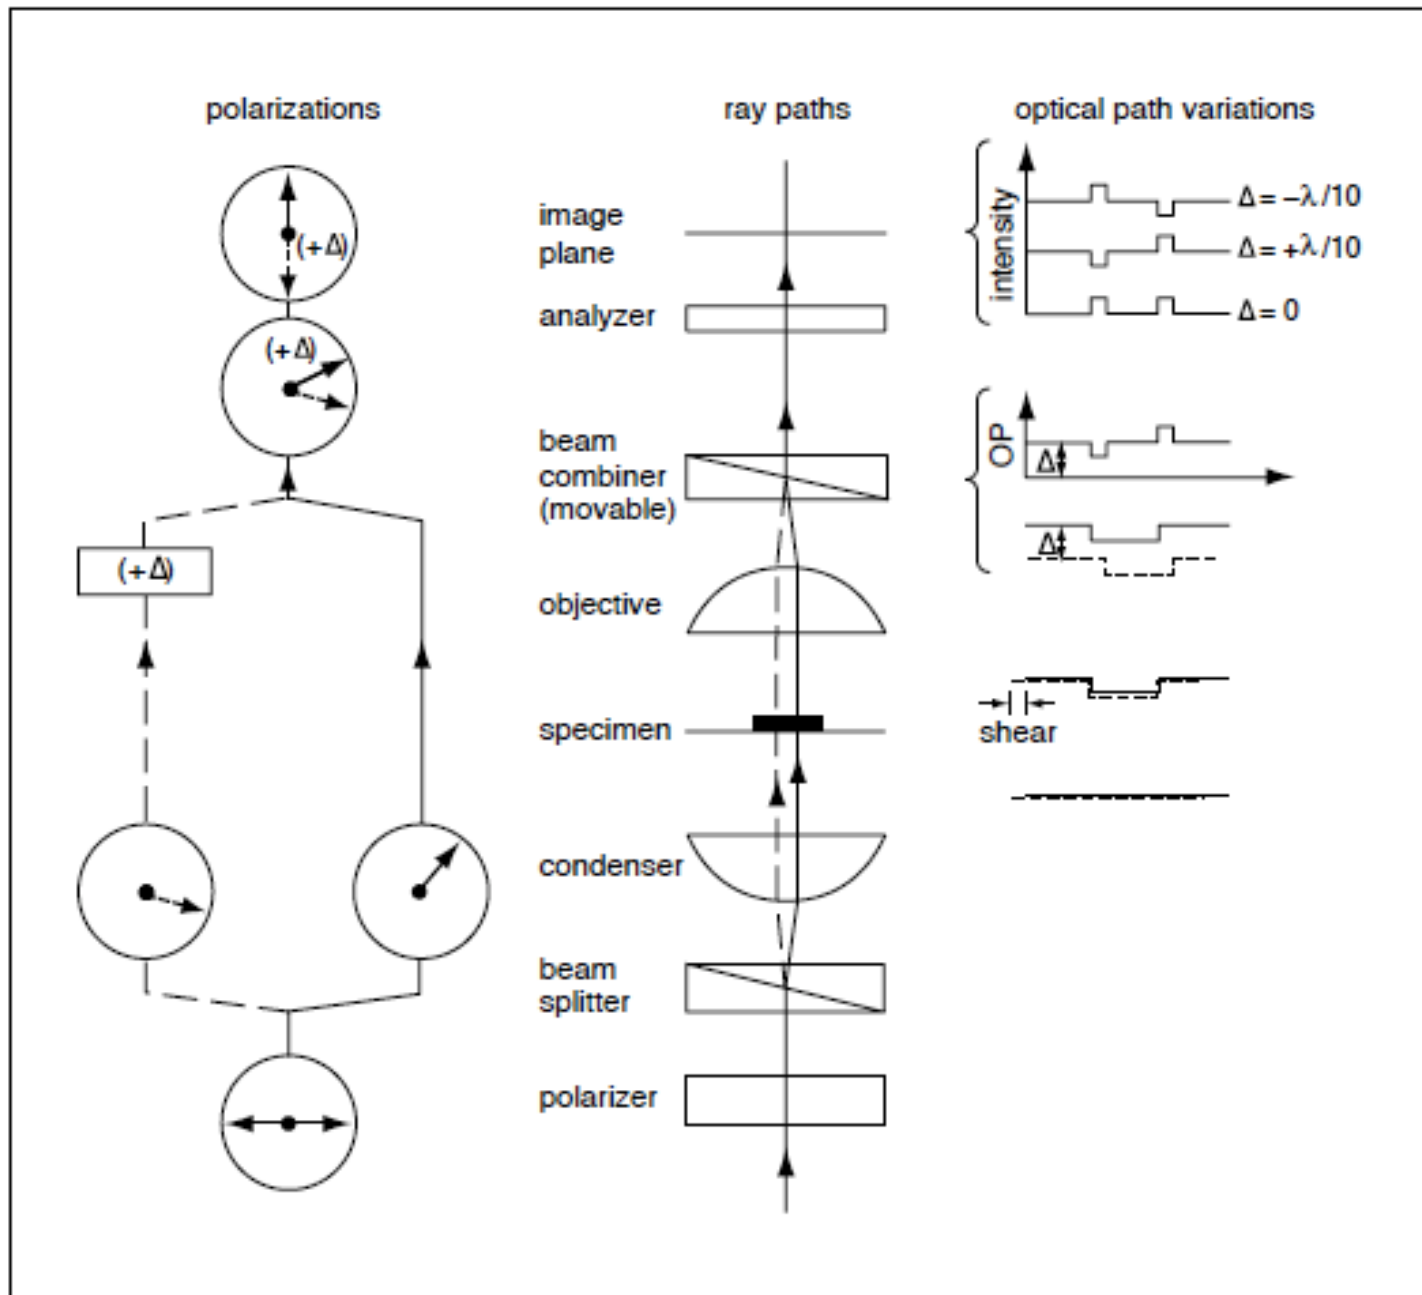 polarizations
ray paths
optical path variations
(+Δ)
(+Δ)
(+Δ)
image
plane
analyzer
beam
combiner
(movable)
objective
specimen
condenser
beam
splitter
polarizer
intensity
Δ = −λ/10
Δ = +λ/10
Δ = 0
OP
Δ
Δ
shear